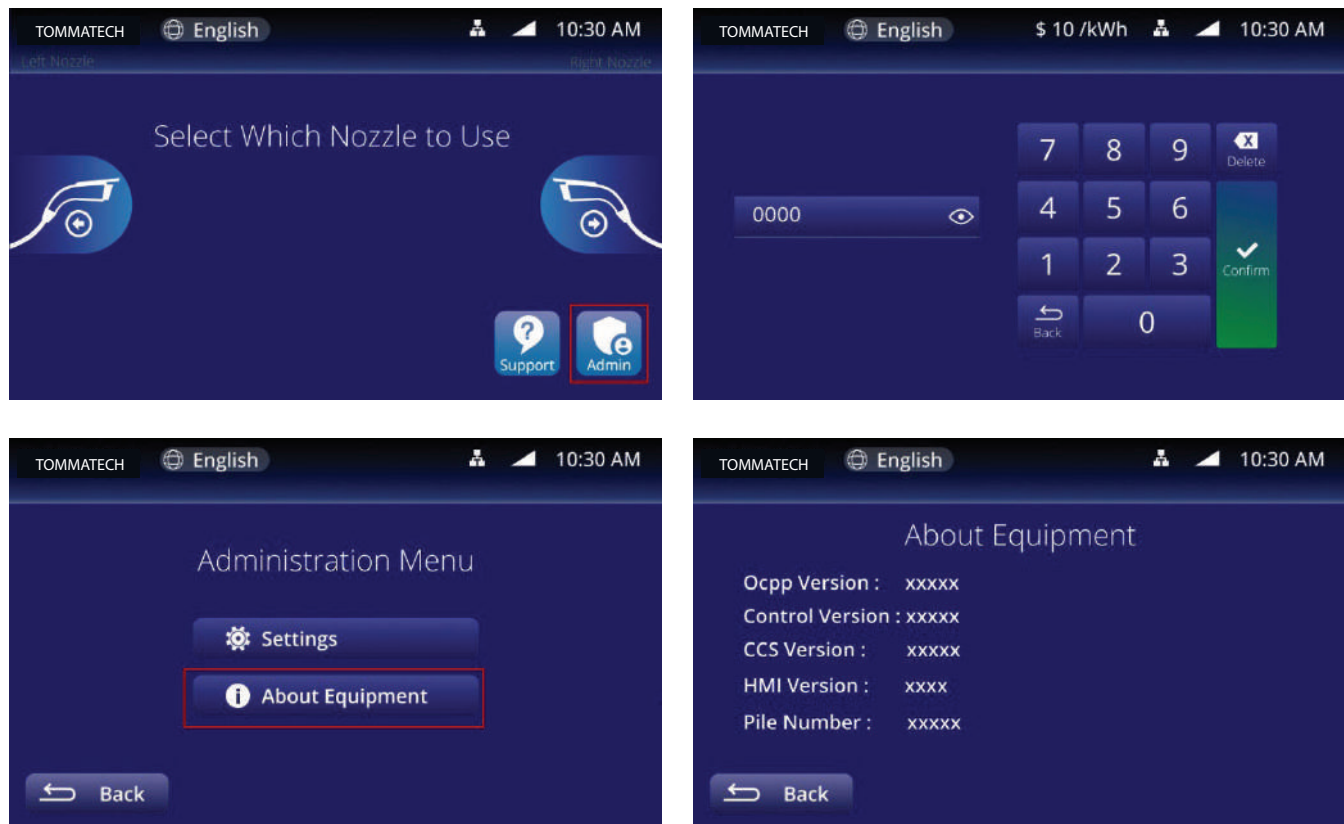 TOMMATECH English 10:30 AM
Left Nozzle Right Nozzle
Select Which Nozzle to Use
Support Admin
TOMMATECH English $ 10 /kWh 10:30 AM
7 8 9 Delete
0000 4 5 6
1 2 3 Confirm
Back 0
TOMMATECH English 10:30 AM
Administration Menu
Settings
About Equipment
Back
TOMMATECH English 10:30 AM
About Equipment
Ocpp Version : xxxxx
Control Version : xxxxx
CCS Version : xxxxx
HMI Version : xxxx
Pile Number : xxxxx
Back